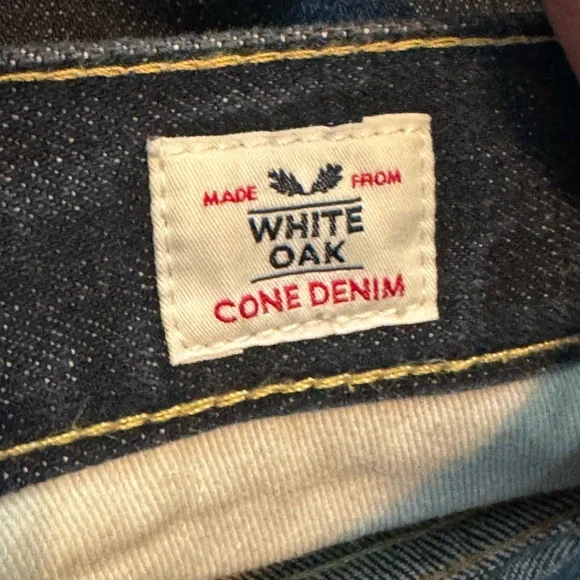 MADE FROM
WHITE
OAK
CONE DENIM